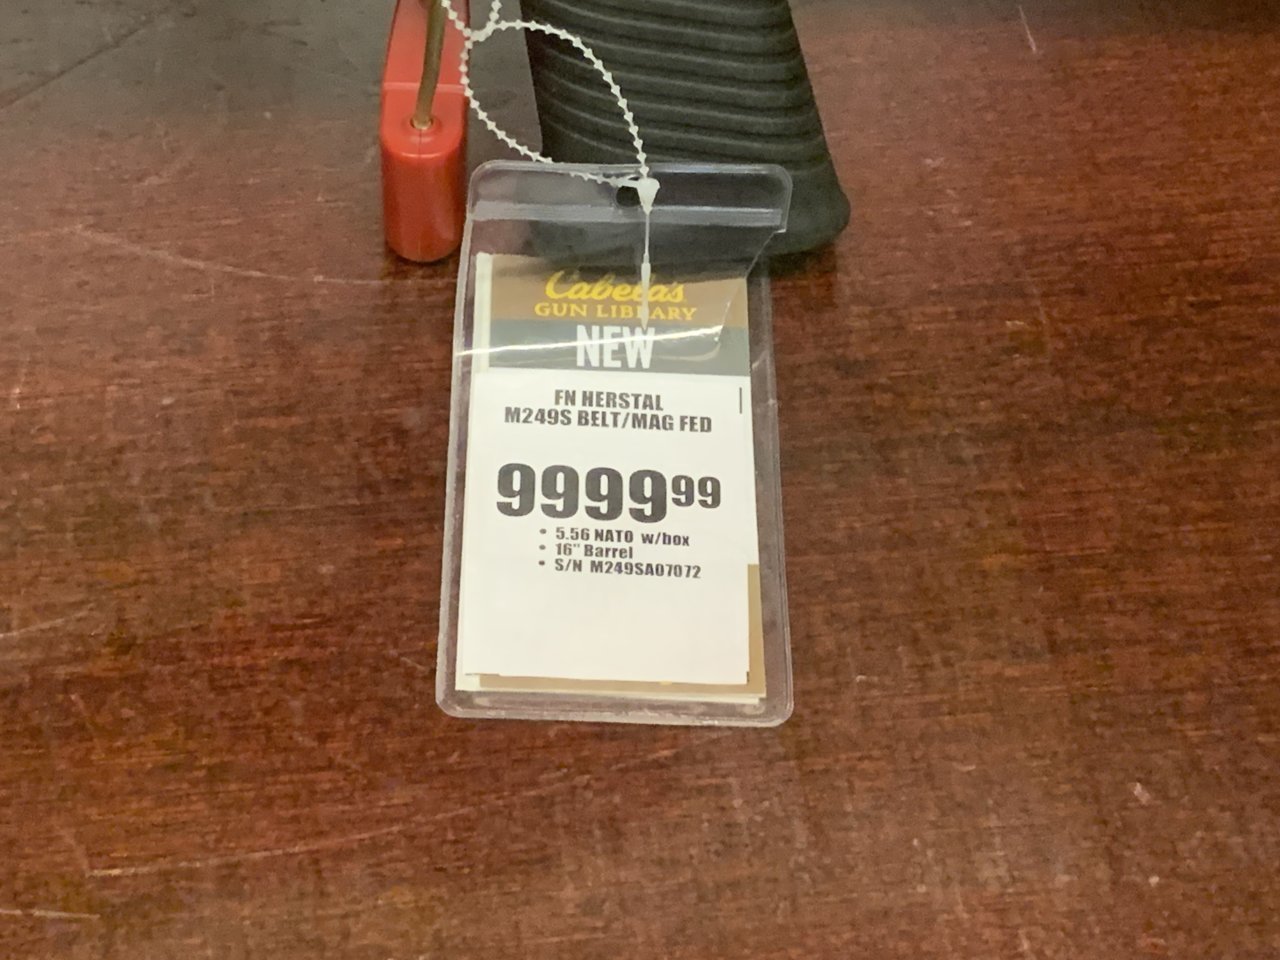 Cabela's
GUN LIBRARY
NEW
FN HERSTAL
M249S BELT/MAG FED
9999 99
• 5.56 NATO w/box
• 16" Barrel
• S/N M249SA07072